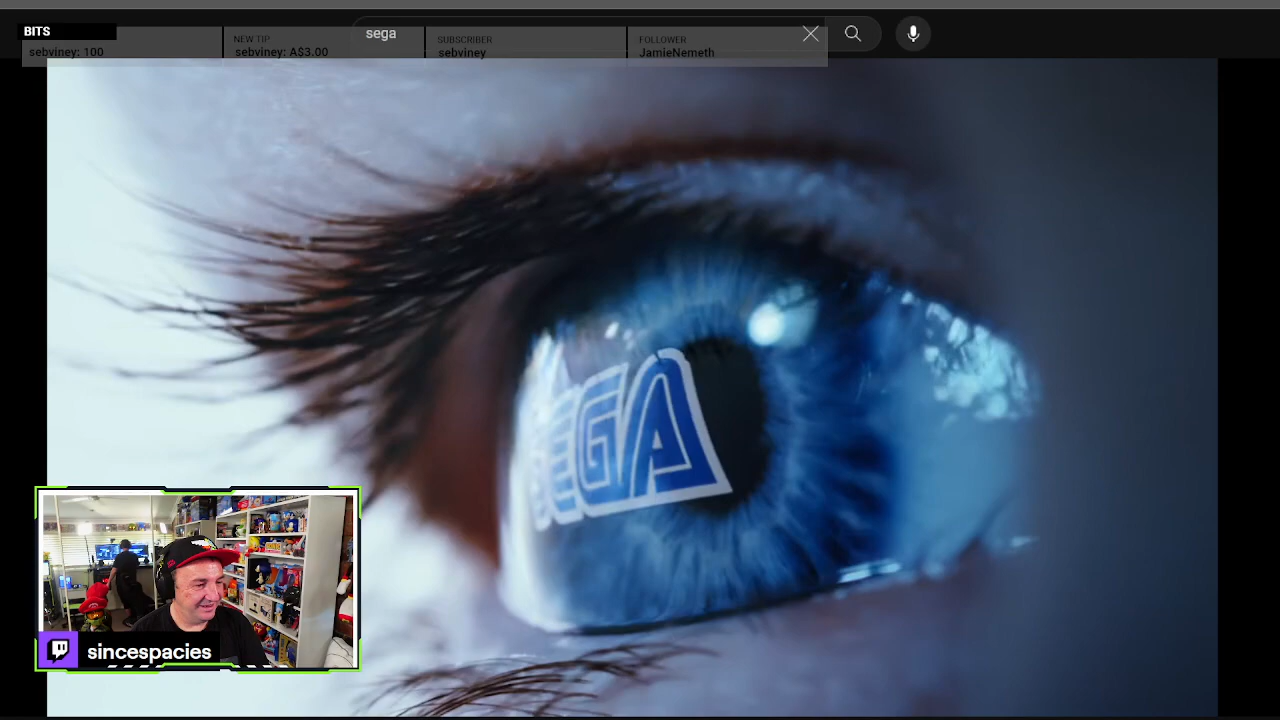 BITS
sebviney: 100
NEW TIP
sebviney: A$3.00
sega
SUBSCRIBER
sebviney
FOLLOWER
JamieNemeth
SEGA
sincespacies